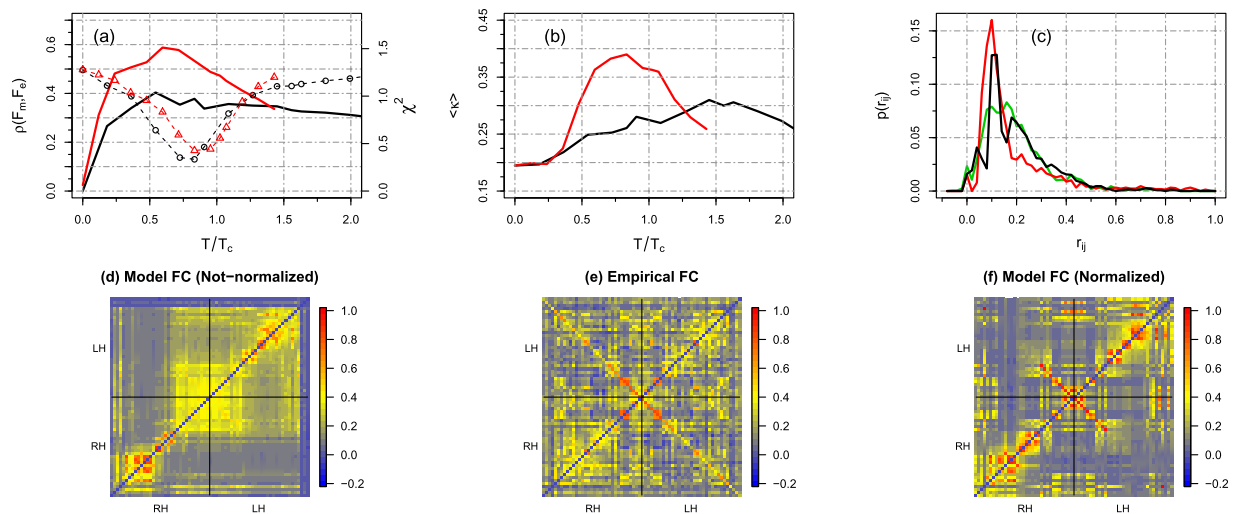 (a)
ρ(Fm,Fe)
0.0 0.2 0.4 0.6
χ2
0.0 0.5 1.0 1.5
0.0 0.5 1.0 1.5 2.0
T/Tc
(b)
<κ>
0.15 0.25 0.35 0.45
0.0 0.5 1.0 1.5 2.0
T/Tc
(c)
p(rij)
0.00 0.05 0.10 0.15
0.0 0.2 0.4 0.6 0.8 1.0
rij
(d) Model FC (Not−normalized)
LH
RH
RH LH
1.0
0.8
0.6
0.4
0.2
0.0
−0.2
(e) Empirical FC
LH
RH
RH LH
1.0
0.8
0.6
0.4
0.2
0.0
−0.2
(f) Model FC (Normalized)
LH
RH
RH LH
1.0
0.8
0.6
0.4
0.2
0.0
−0.2